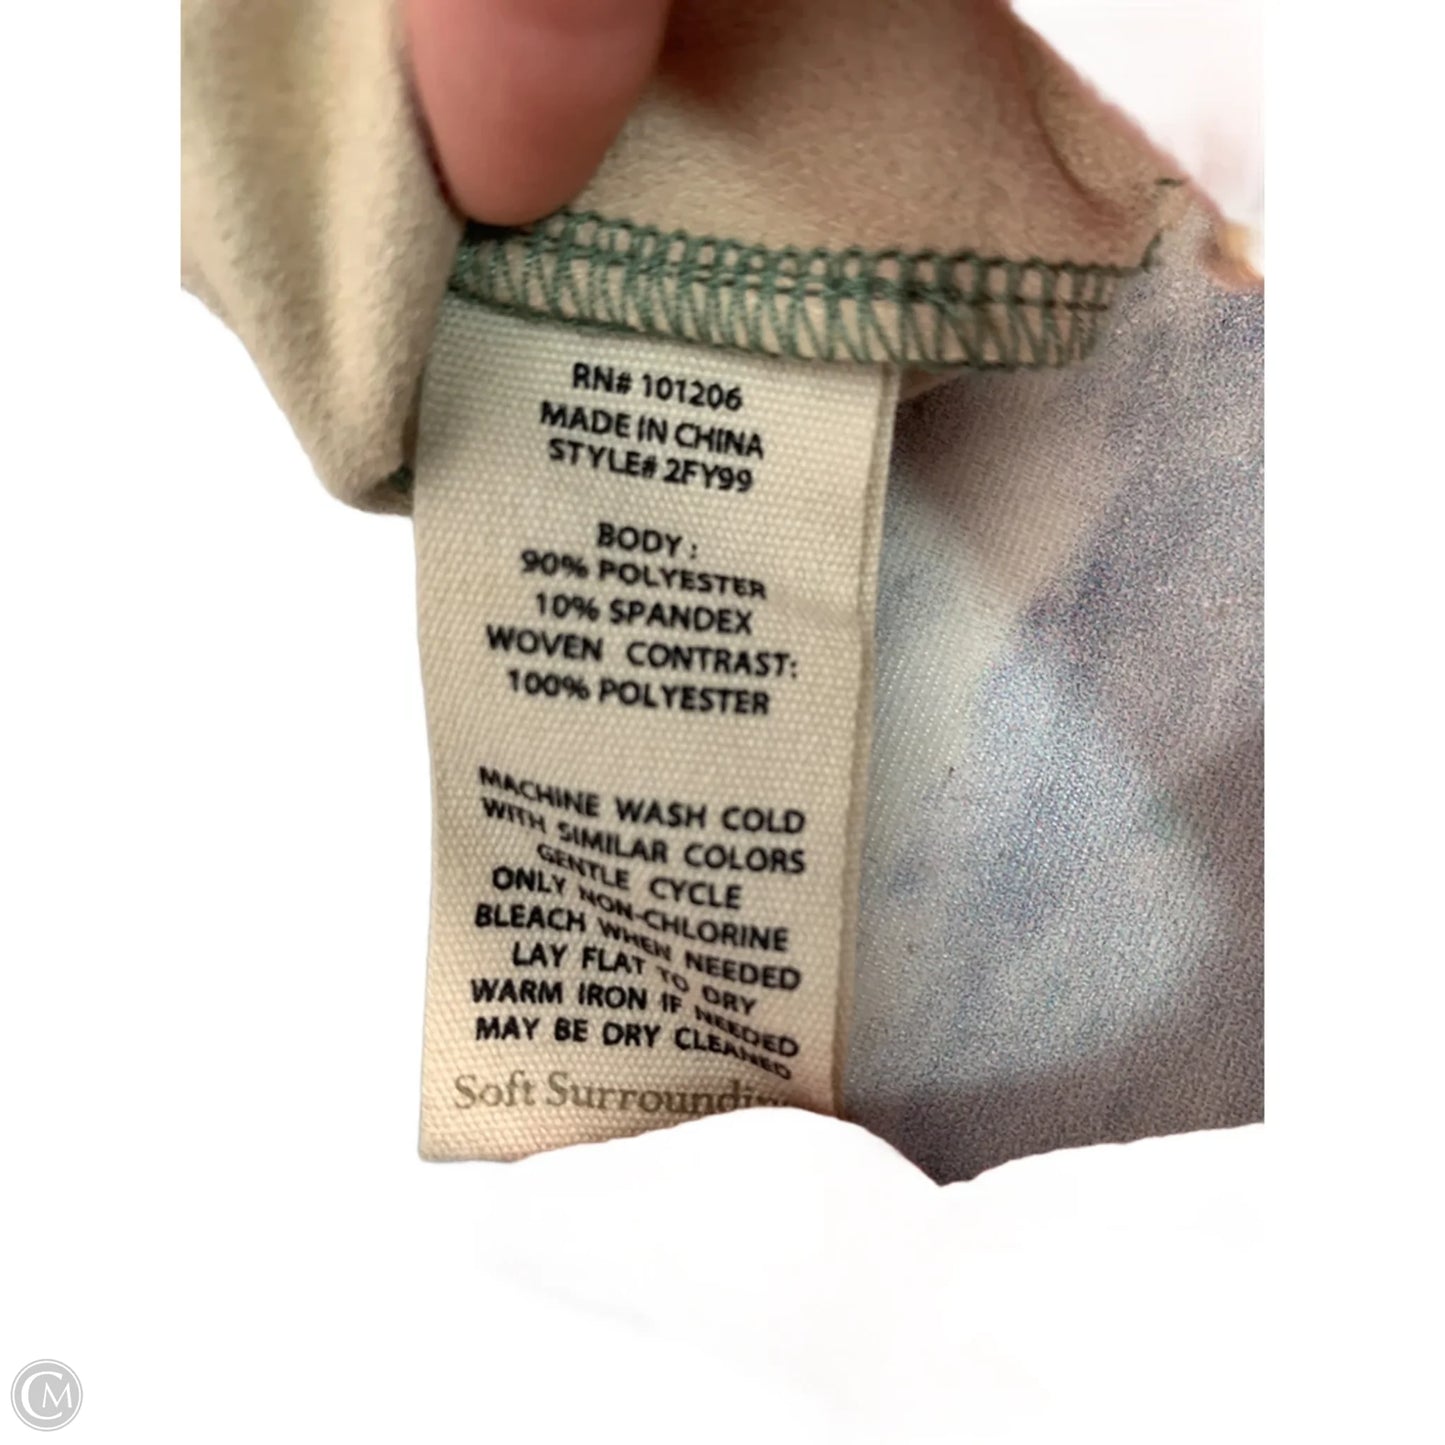 RN# 101206
MADE IN CHINA
STYLE# 2FY99
BODY :
90% POLYESTER
10% SPANDEX
WOVEN CONTRAST:
100% POLYESTER
MACHINE WASH COLD
WITH SIMILAR COLORS
GENTLE CYCLE
ONLY NON-CHLORINE
BLEACH WHEN NEEDED
LAY FLAT TO DRY
WARM IRON IF NEEDED
MAY BE DRY CLEANED
Soft
CM